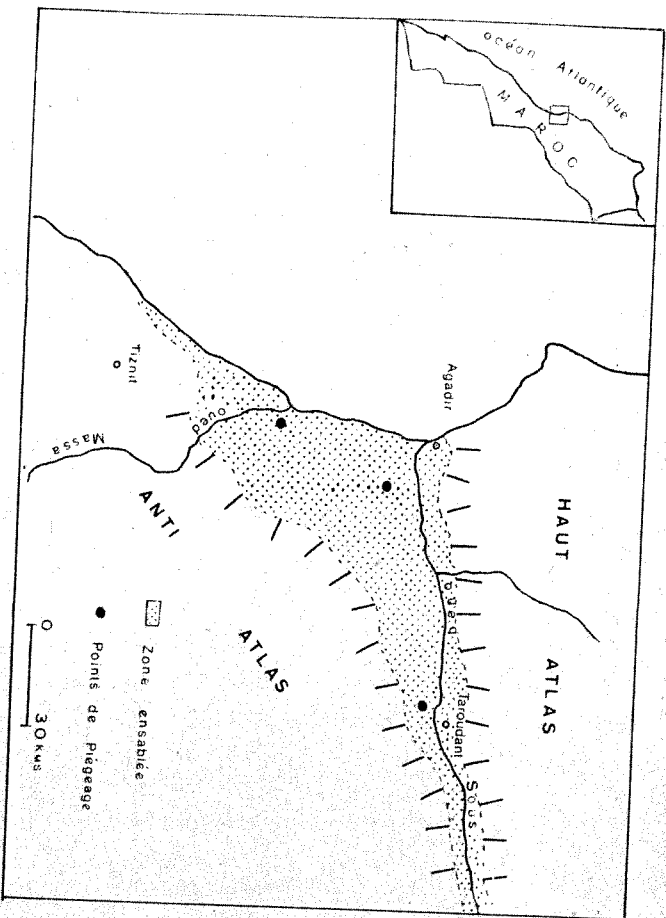 océan Atlantique
MAROC
HAUT
ATLAS
Agadir
oued
Taroudant
Sous
Tiznit
oued
Massa
ANTI
ATLAS
Zone ensablée
Points de Piégeage
0 30 kms